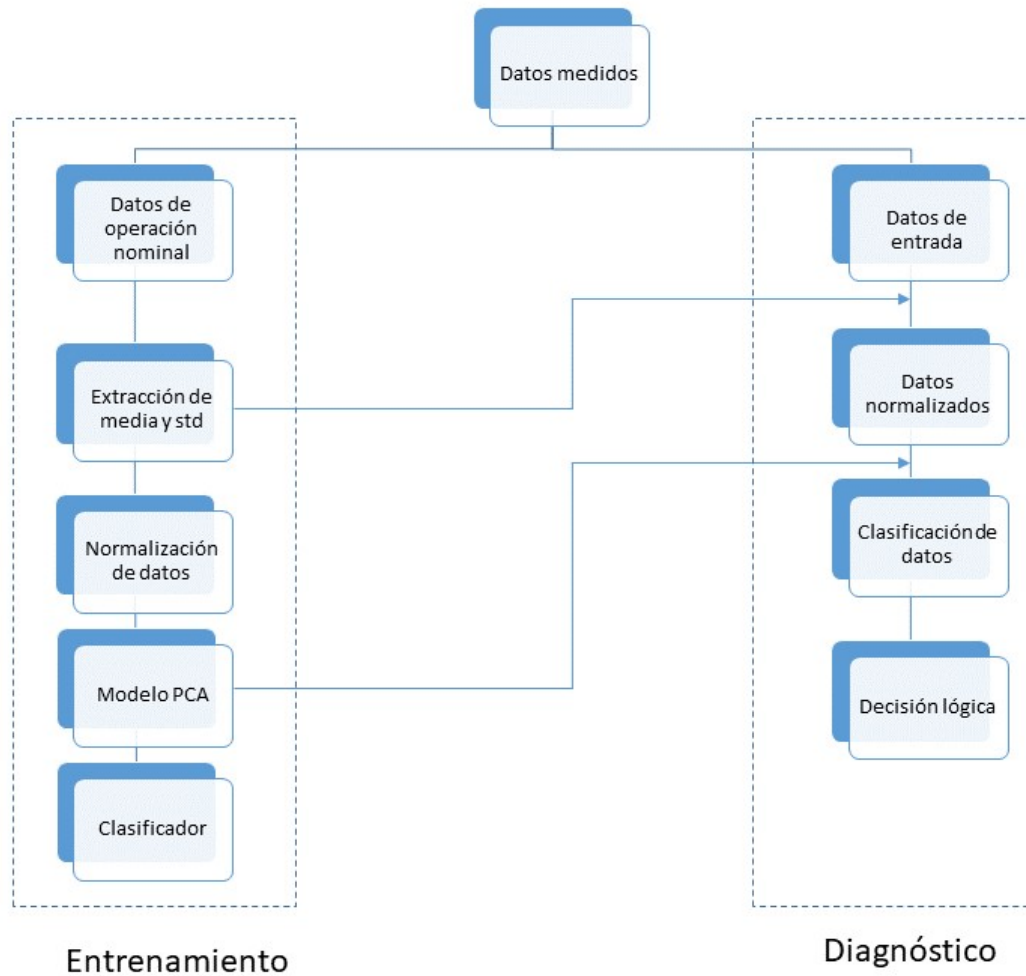 Datos medidos
Datos de
operación
nominal
Extracción de
media y std
Normalización
de datos
Modelo PCA
Clasificador
Entrenamiento
Datos de
entrada
Datos
normalizados
Clasificación de
datos
Decisión lógica
Diagnóstico